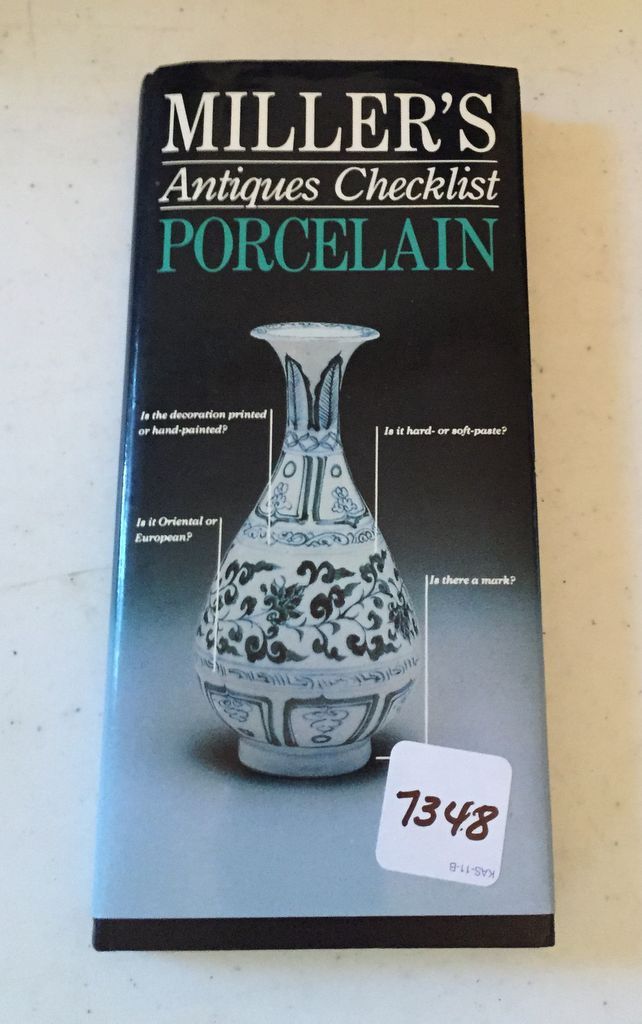 MILLER'S
Antiques Checklist
PORCELAIN
Is the decoration printed
or hand-painted?
Is it hard- or soft-paste?
Is it Oriental or
European?
Is there a mark?
7348
KAS-11-B